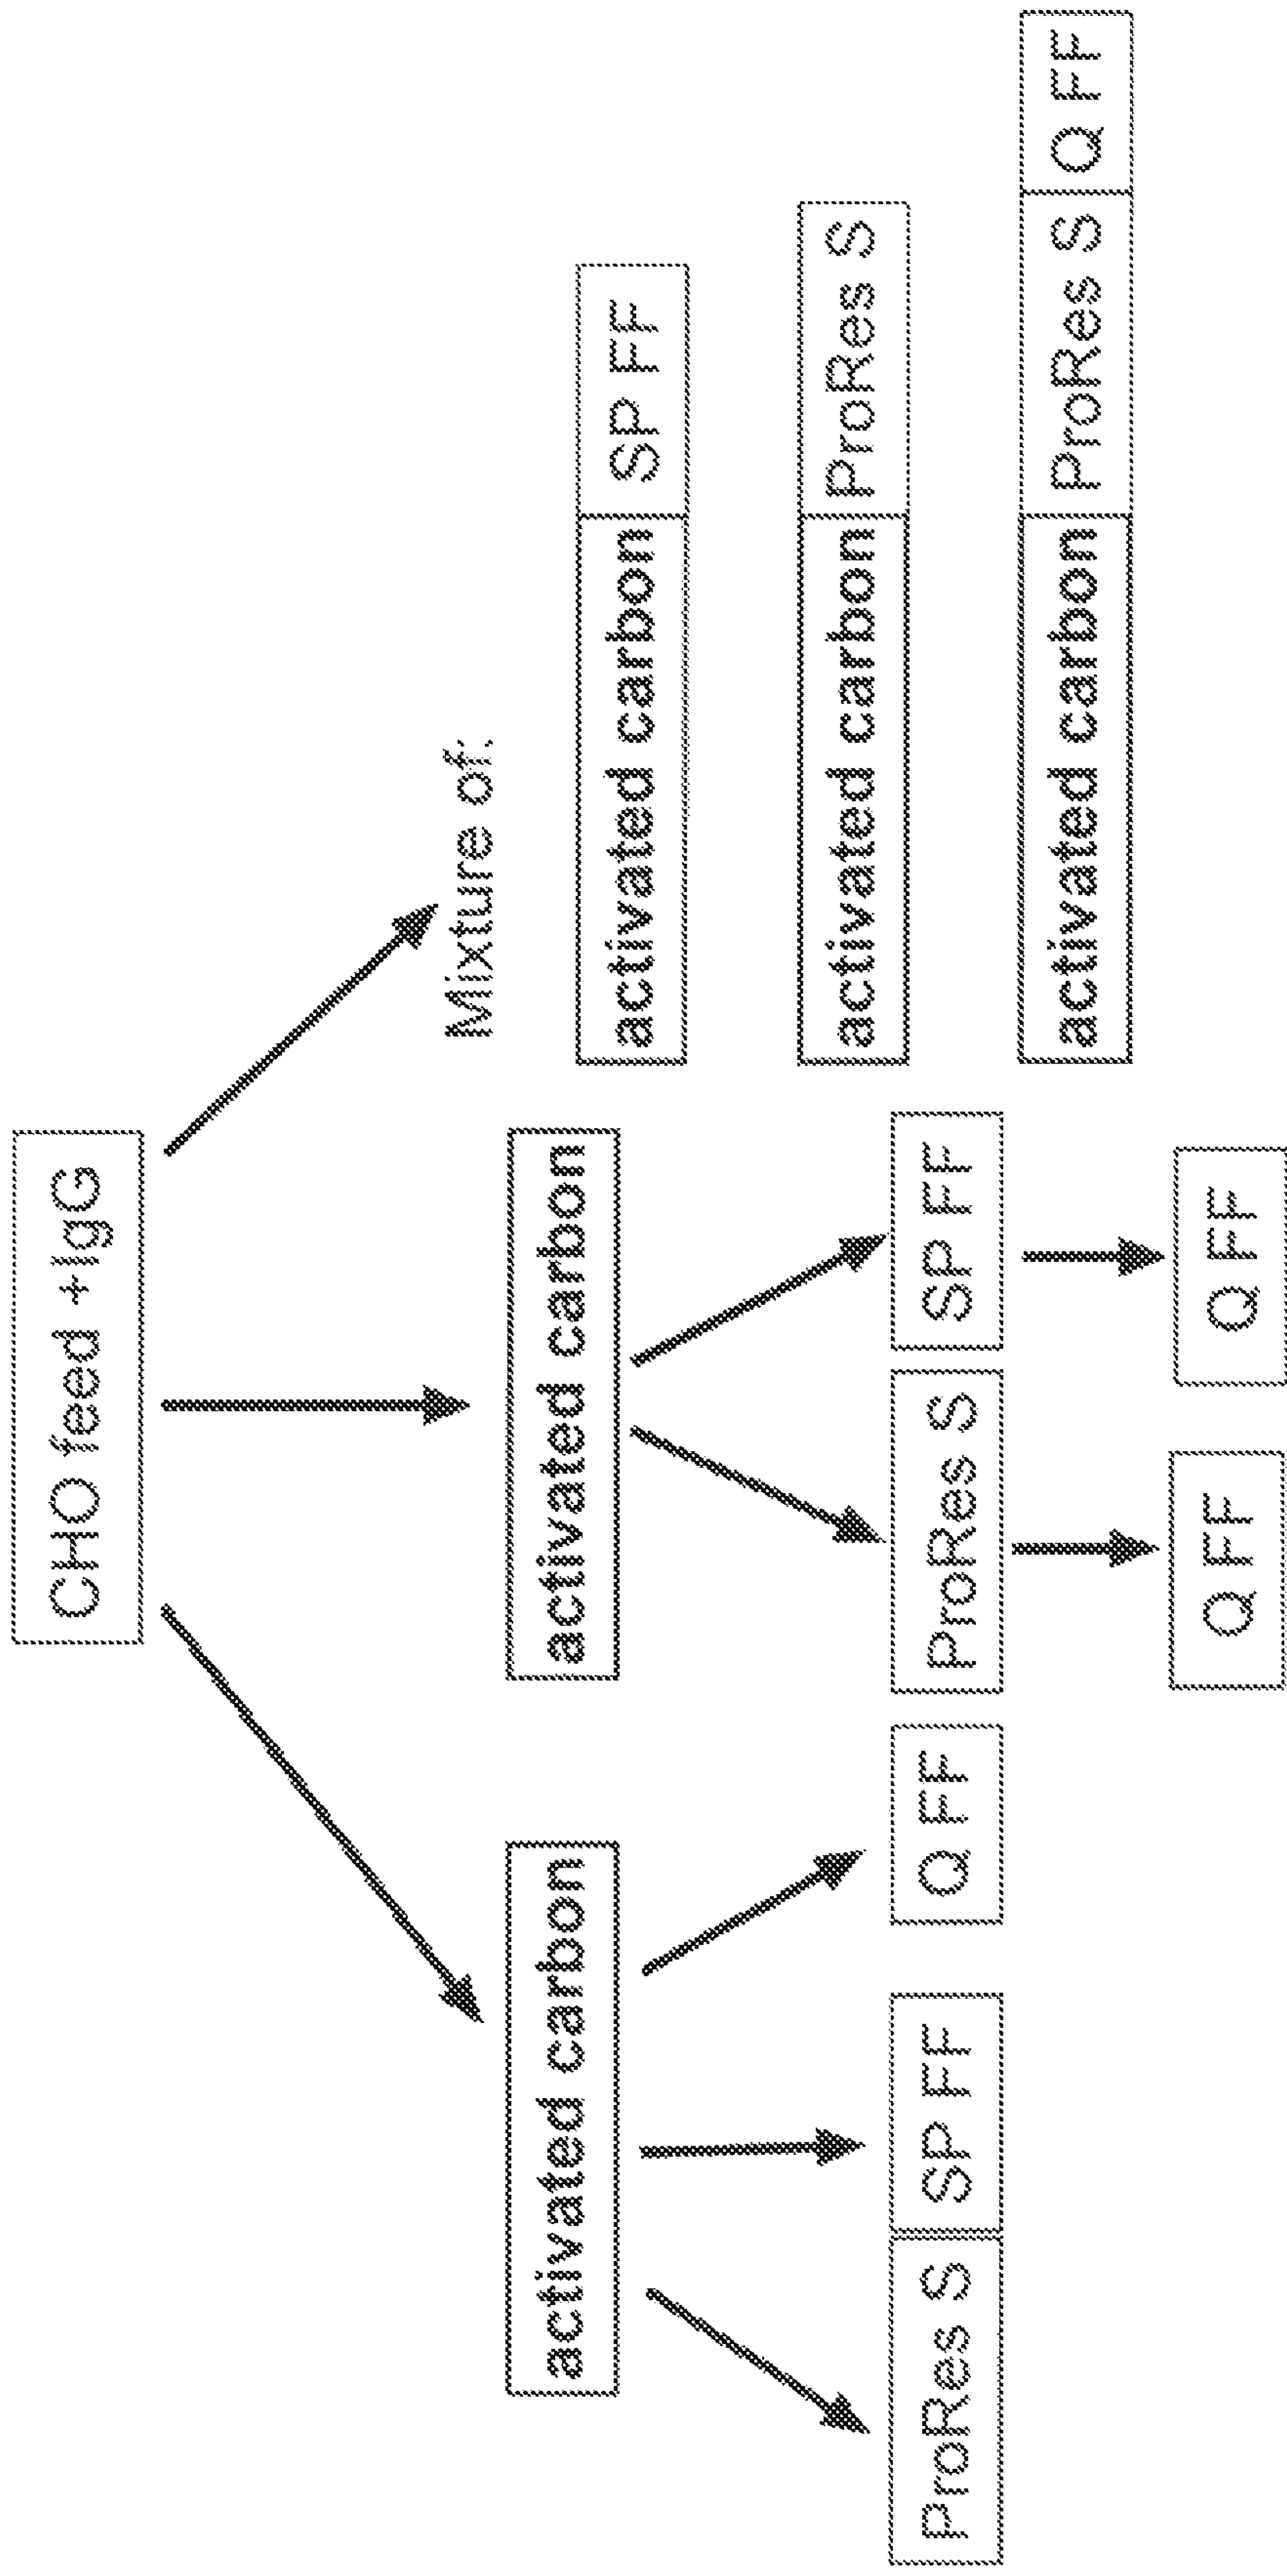 CHO feed +IgG
Mixture of:
activated carbon
activated carbon
activated carbon SP FF
activated carbon ProRes S
ProRes S
SP FF
Q FF
ProRes S
SP FF
activated carbon ProRes S Q FF
Q FF
Q FF